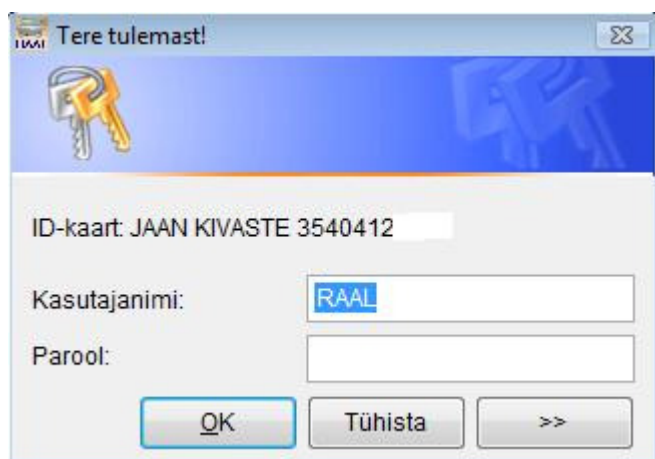 Tere tulemast!
ID-kaart: JAAN KIVASTE 3540412
Kasutajanimi: RAAL
Parool:
OK Tühista >>